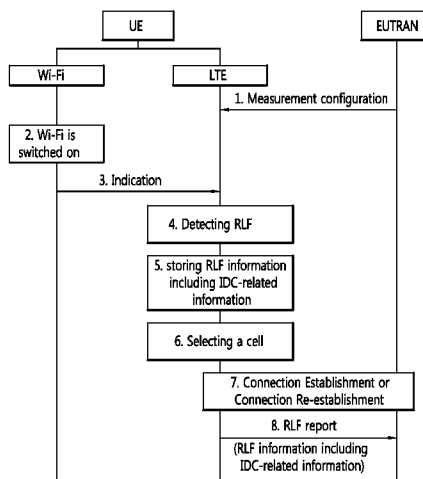 UE
EUTRAN
Wi-Fi
LTE
1. Measurement configuration
2. Wi-Fi is
switched on
3. Indication
4. Detecting RLF
5. storing RLF information
including IDC-related
information
6. Selecting a cell
7. Connection Establishment or
Connection Re-establishment
8. RLF report
(RLF information including
IDC-related information)